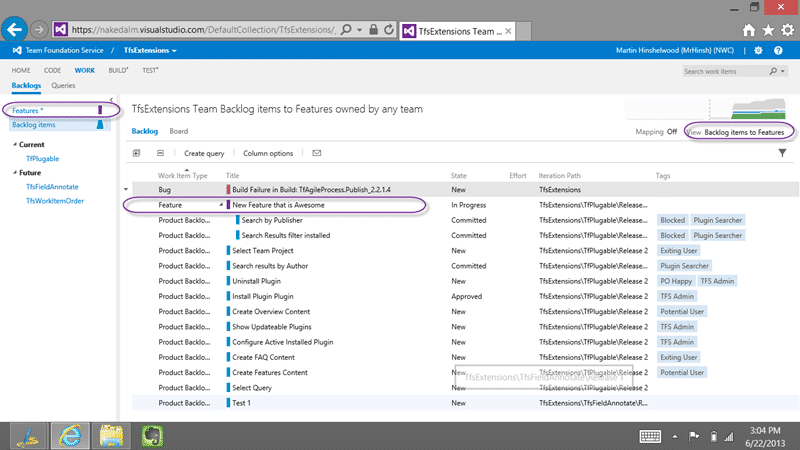 https://nakedalm.visualstudio.com/DefaultCollection/TfsExtensions/_
TfsExtensions Team ...
Team Foundation Service / TfsExtensions
Martin Hinshelwood (MrHinsh) (NWC)
HOME CODE WORK BUILD* TEST*
Search work items
Backlogs Queries
Features *
Backlog items
Current
TfPlugable
Future
TfsFieldAnnotate
TfsWorkItemOrder
TfsExtensions Team Backlog items to Features owned by any team
Backlog Board
Mapping Off
View Backlog items to Features
Create query Column options
Work Item Type Title State Effort Iteration Path Tags
Bug Build Failure in Build: TfAgileProcess.Publish_2.2.1.4 New TfsExtensions
Feature New Feature that is Awesome In Progress TfsExtensions\TfPlugable\Release...
Product Backlo... Search by Publisher Committed TfsExtensions\TfPlugable\Release... Blocked Plugin Searcher
Product Backlo... Search Results filter installed Committed TfsExtensions\TfPlugable\Release... Blocked Plugin Searcher
Product Backlo... Select Team Project New TfsExtensions\TfPlugable\Release 2 Exiting User
Product Backlo... Search results by Author Committed TfsExtensions\TfPlugable\Release... Plugin Searcher
Product Backlo... Uninstall Plugin New TfsExtensions\TfPlugable\Release 2 PO Happy TFS Admin
Product Backlo... Install Plugin Plugin Approved TfsExtensions\TfPlugable\Release 2 TFS Admin
Product Backlo... Create Overview Content New TfsExtensions\TfPlugable\Release 2 Potential User
Product Backlo... Show Updateable Plugins New TfsExtensions\TfPlugable\Release 2 TFS Admin
Product Backlo... Configure Active Installed Plugin New TfsExtensions\TfPlugable\Release 2 TFS Admin
Product Backlo... Create FAQ Content New TfsExtensions\TfPlugable\Release 2 Exiting User
Product Backlo... Create Features Content New TfsExtensions\TfPlugable\Release 2 Potential User
TfsExtensions\TfsFieldAnnotate\Release 1
Product Backlo... Select Query New TfsExtensions\TfPlugable\Release 2
Product Backlo... Test 1 New TfsExtensions\TfsFieldAnnotate\R...
3:04 PM
6/22/2013